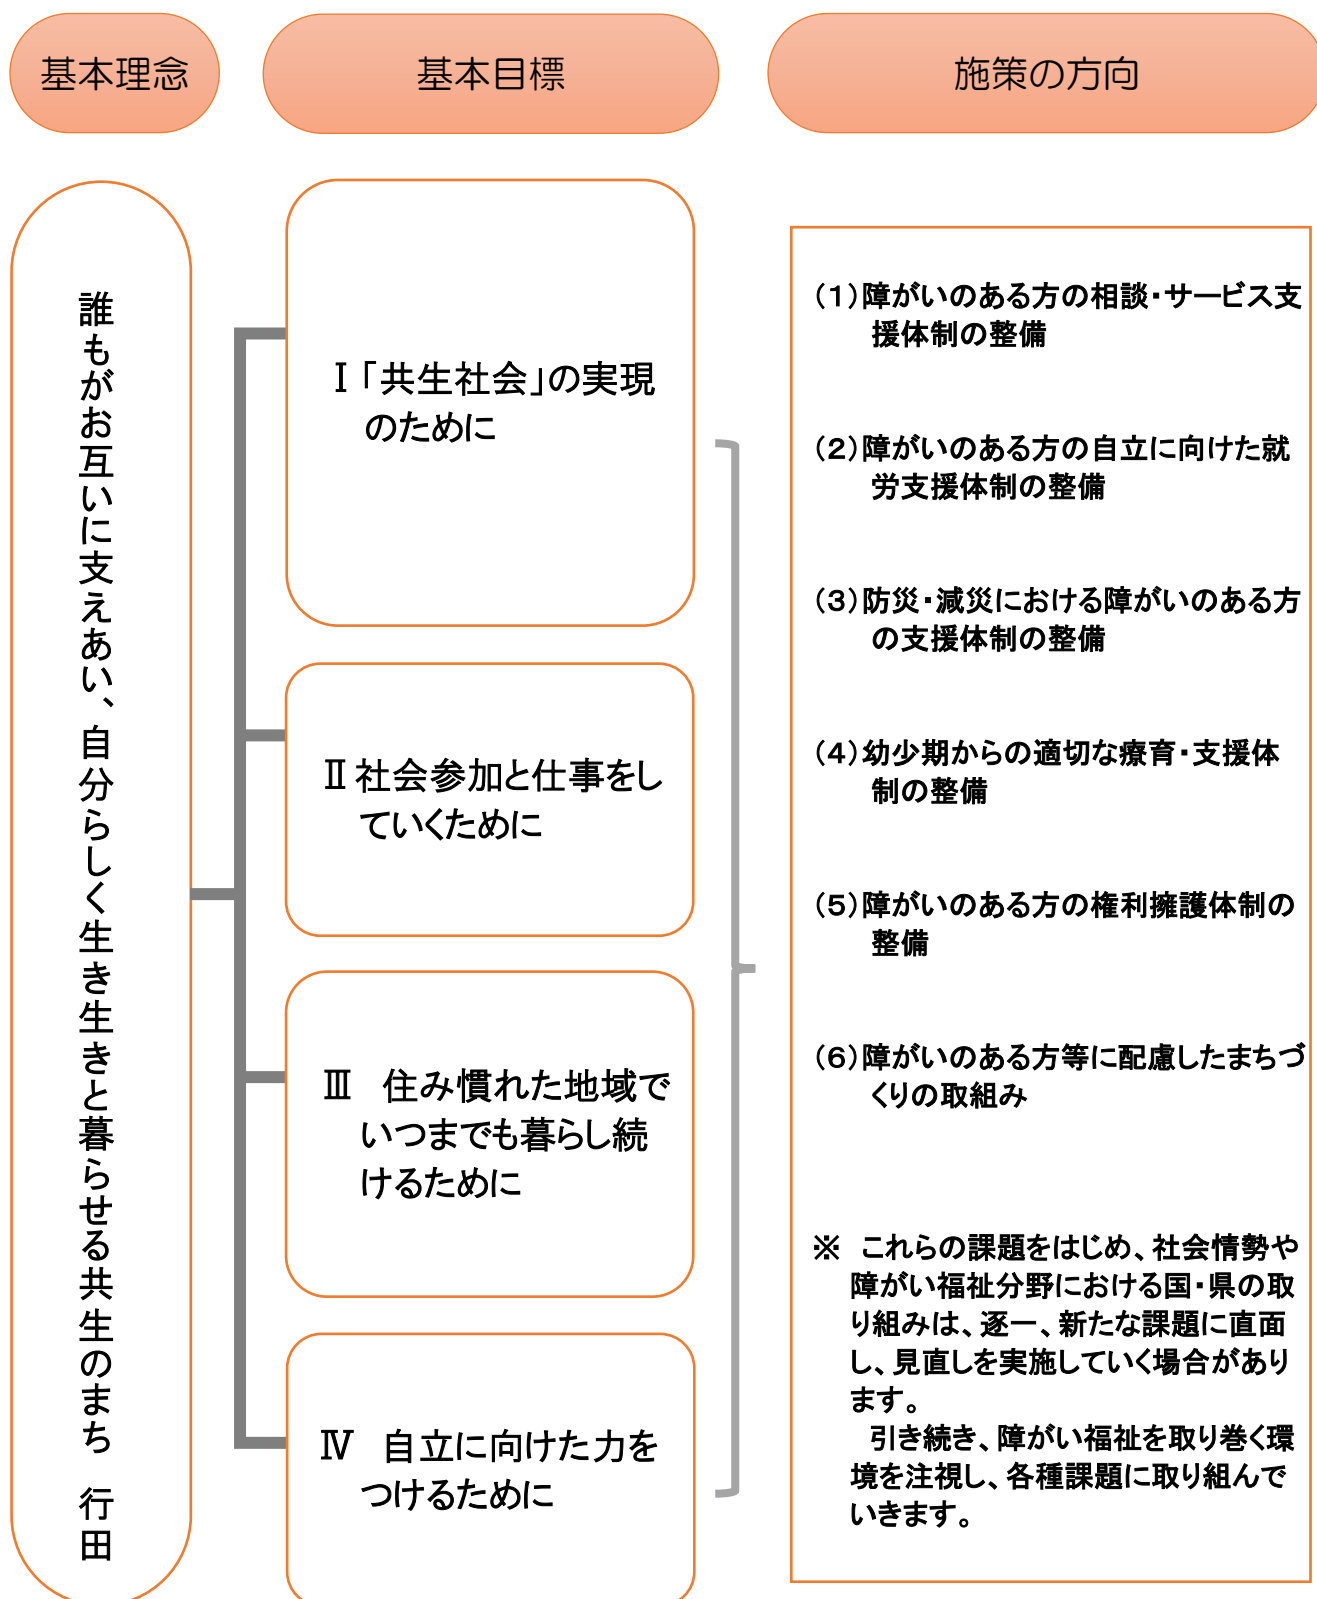 基本理念
基本目標
施策の方向
誰もがお互いに支えあい、自分らしく生き生きと暮らせる共生のまち　行田
Ⅰ「共生社会」の実現
のために
Ⅱ 社会参加と仕事をし
ていくために
Ⅲ　住み慣れた地域で
いつまでも暮らし続
けるために
Ⅳ　自立に向けた力を
つけるために
（１）障がいのある方の相談・サービス支
援体制の整備
（２）障がいのある方の自立に向けた就
労支援体制の整備
（３）防災・減災における障がいのある方
の支援体制の整備
（４）幼少期からの適切な療育・支援体
制の整備
（５）障がいのある方の権利擁護体制の
整備
（６）障がいのある方等に配慮したまちづ
くりの取組み
※　これらの課題をはじめ、社会情勢や
障がい福祉分野における国・県の取
り組みは、逐一、新たな課題に直面
し、見直しを実施していく場合があり
ます。
引き続き、障がい福祉を取り巻く環
境を注視し、各種課題に取り組んで
いきます。